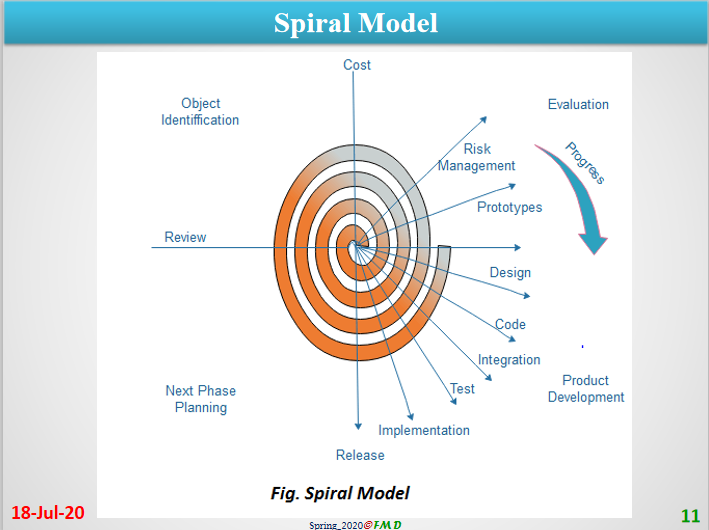 Spiral Model
Cost
Object
Identiffication
Evaluation
Risk
Management
Progress
Prototypes
Review
Design
Code
Integration
Next Phase
Planning
Test
Product
Development
Implementation
Release
Fig. Spiral Model
18-Jul-20
Spring_2020@FMD
11